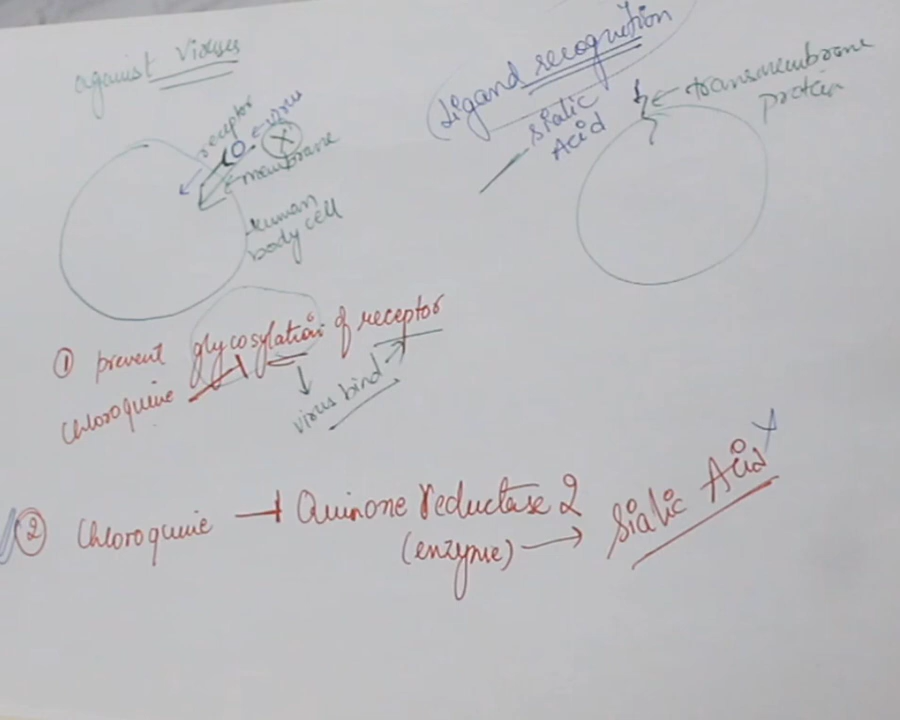 against Viruses
receptor
virus
X
membrane
human
body cell
Ligand recognition
sialic
Acid
transmembrane
protein
① prevent glycosylation of receptor
Chloroquine
virus bind
② Chloroquine ⊣ Quinone reductase 2
(enzyme) → Sialic Acid X